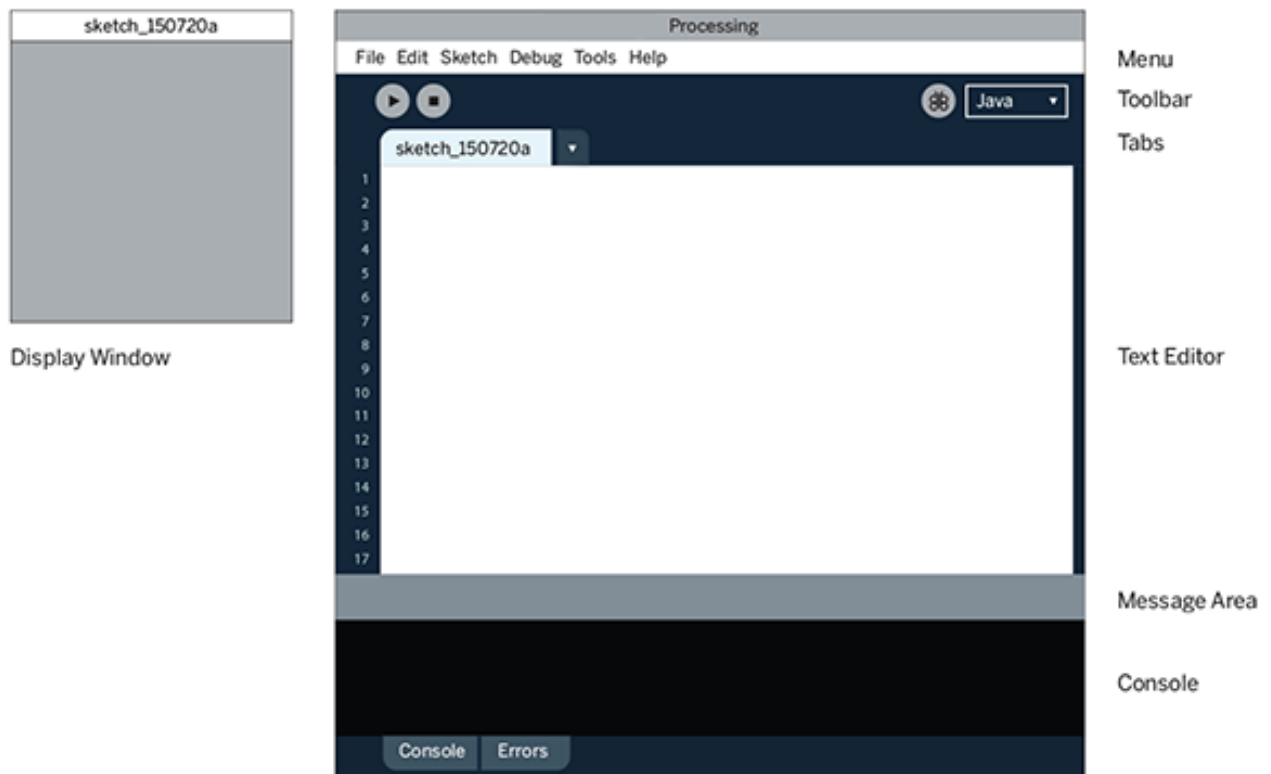 sketch_150720a
Display Window
Processing
File Edit Sketch Debug Tools Help
Java
sketch_150720a
1
2
3
4
5
6
7
8
9
10
11
12
13
14
15
16
17
Console Errors
Menu
Toolbar
Tabs
Text Editor
Message Area
Console